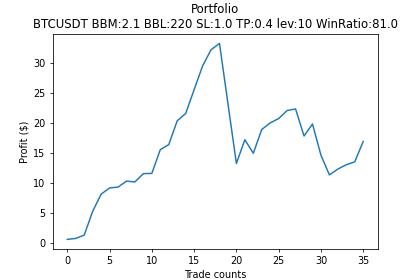 Portfolio
BTCUSDT BBM:2.1 BBL:220 SL:1.0 TP:0.4 lev:10 WinRatio:81.0
Profit ($)
30
25
20
15
10
5
0
0 5 10 15 20 25 30 35
Trade counts